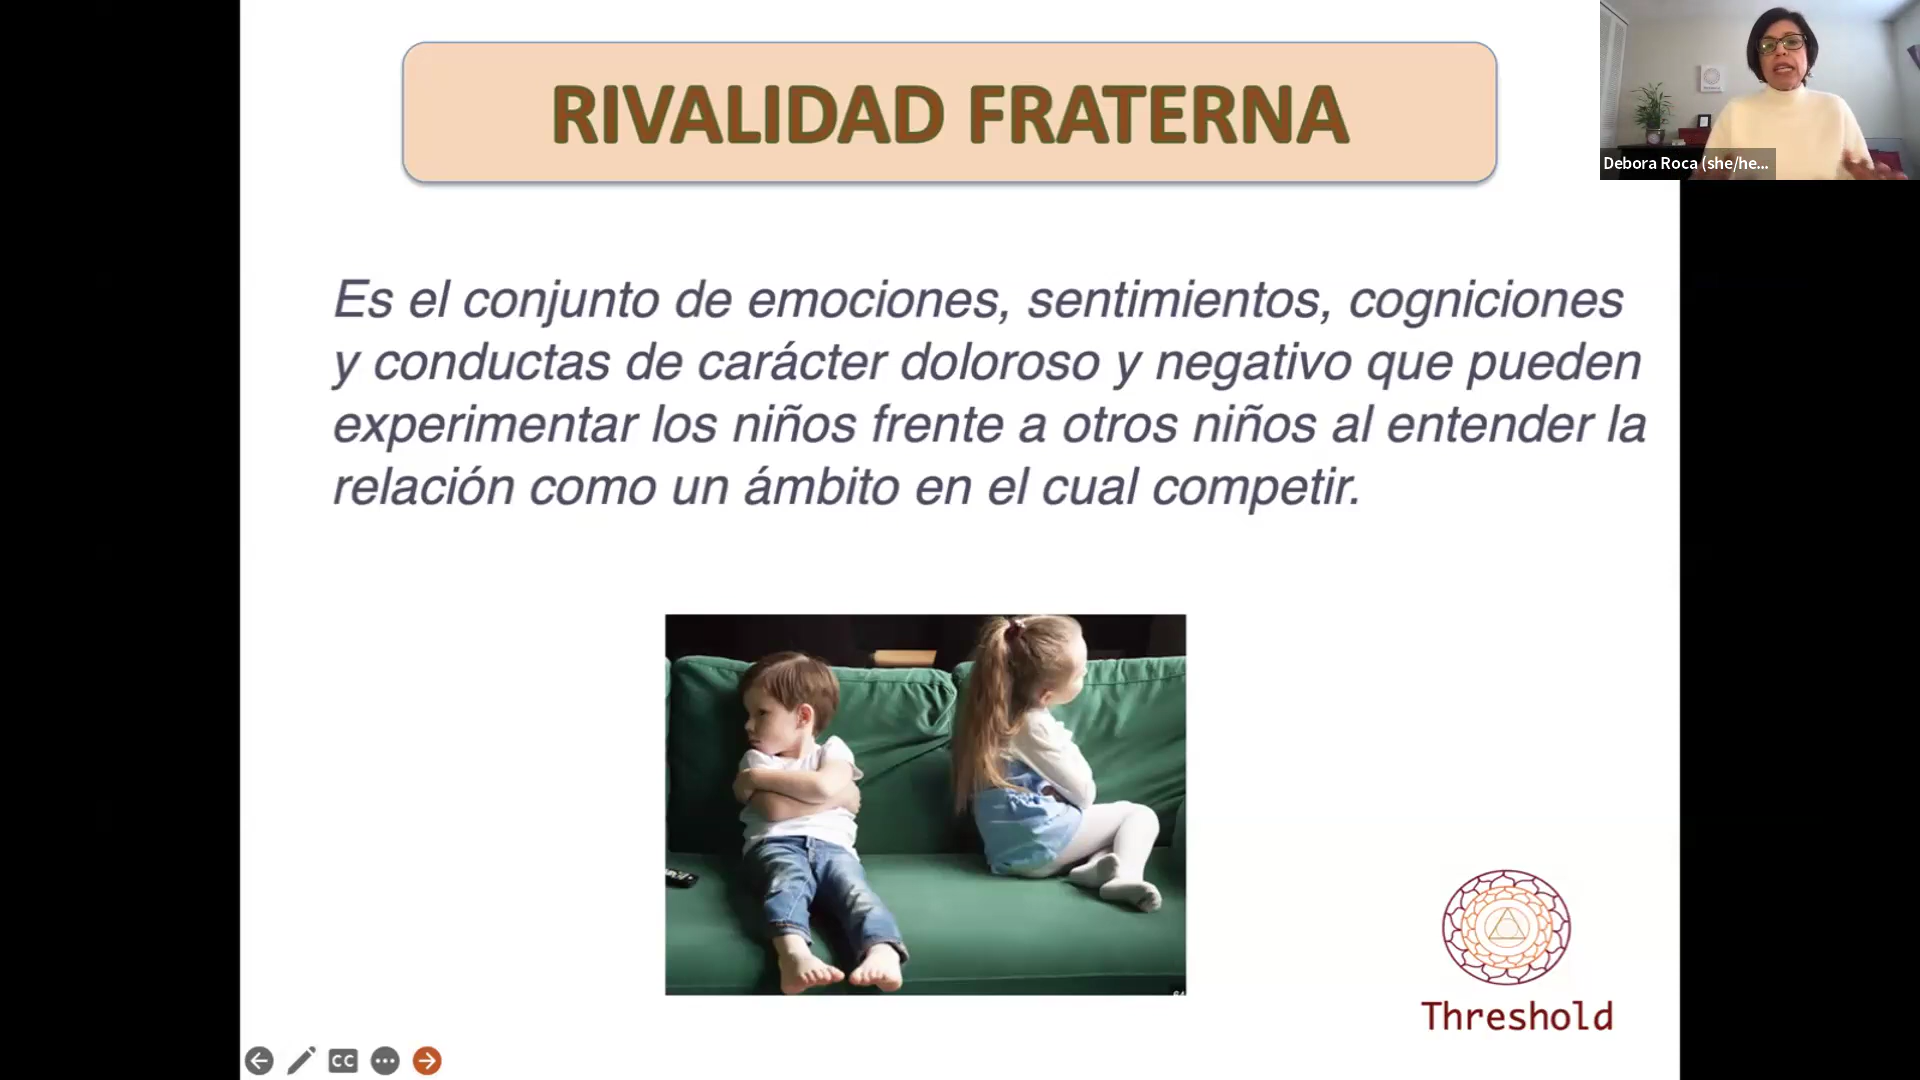 RIVALIDAD FRATERNA
Debora Roca (she/he...
Es el conjunto de emociones, sentimientos, cogniciones
y conductas de carácter doloroso y negativo que pueden
experimentar los niños frente a otros niños al entender la
relación como un ámbito en el cual competir.
Threshold
CC